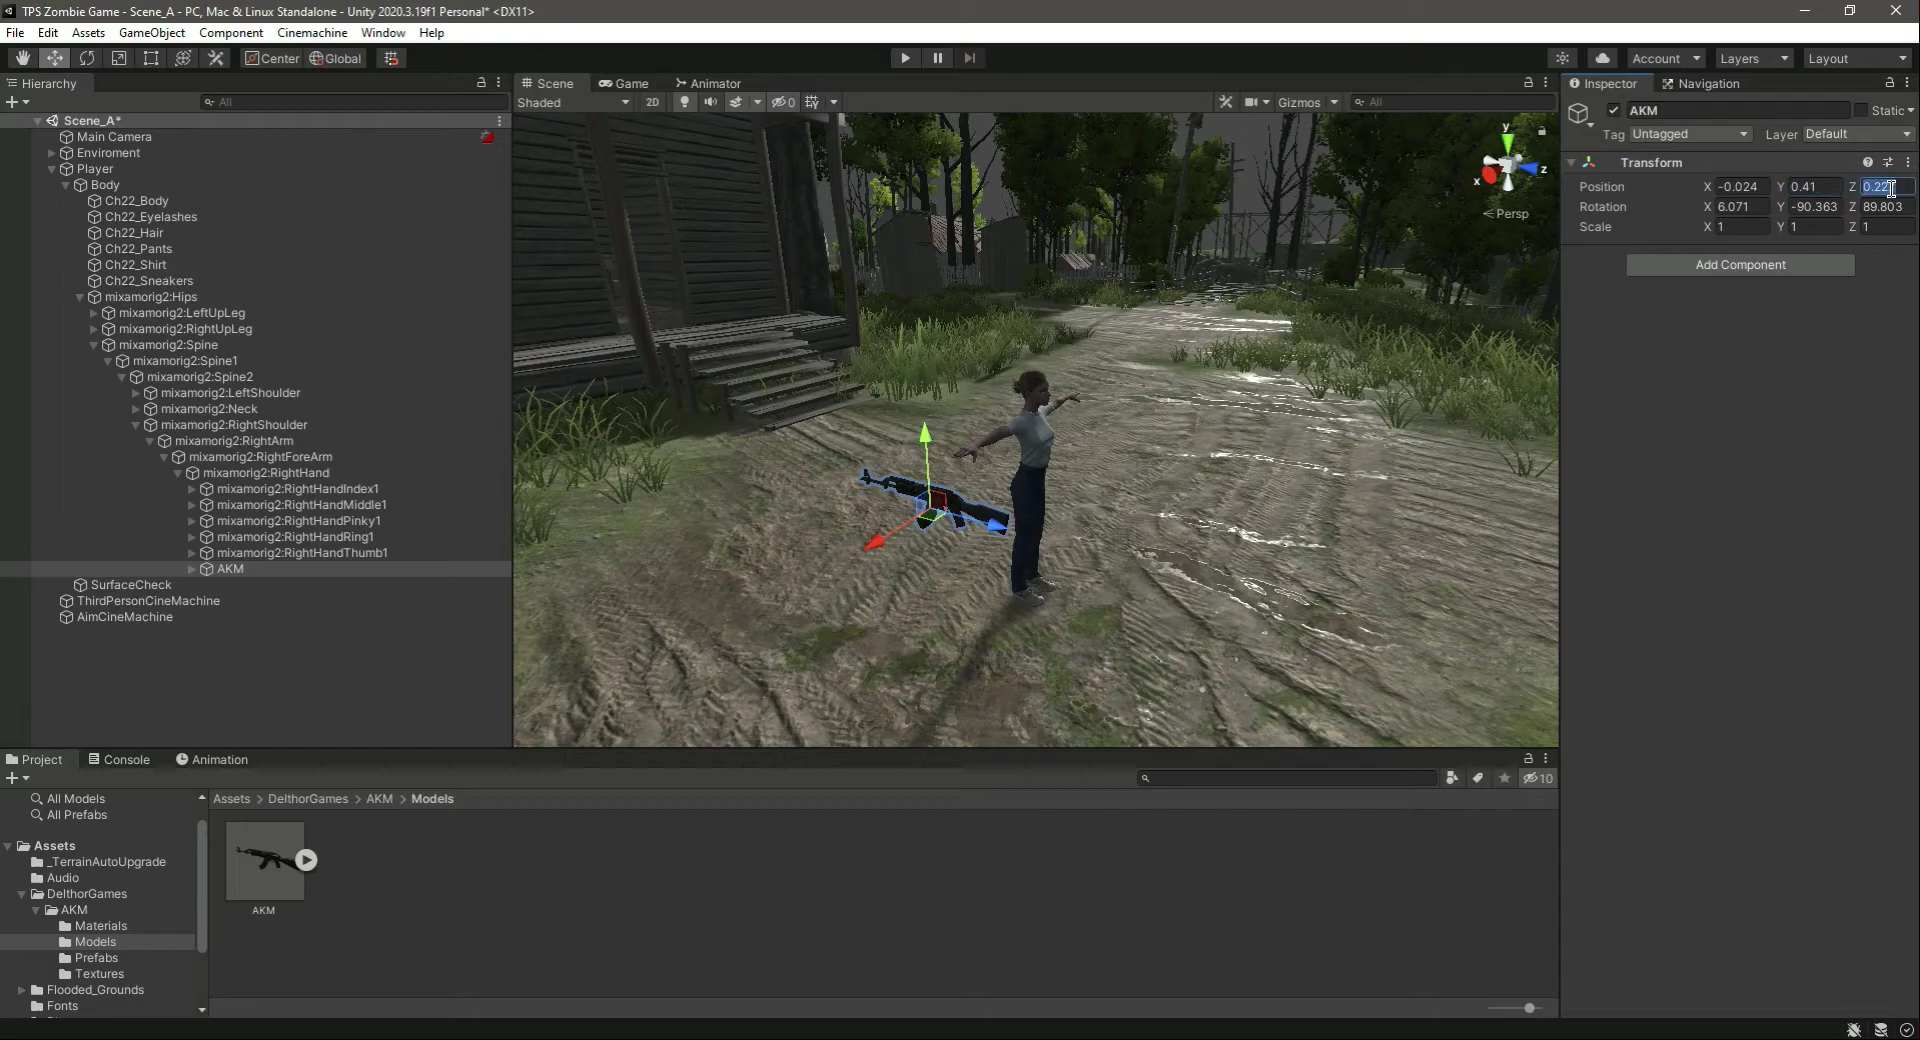 TPS Zombie Game - Scene_A - PC, Mac & Linux Standalone - Unity 2020.3.19f1 Personal* <DX11>
File Edit Assets GameObject Component Cinemachine Window Help
Center Global Account Layers Layout
Hierarchy
All
Scene_A*
Main Camera
Enviroment
Player
Body
Ch22_Body
Ch22_Eyelashes
Ch22_Hair
Ch22_Pants
Ch22_Shirt
Ch22_Sneakers
mixamorig2:Hips
mixamorig2:LeftUpLeg
mixamorig2:RightUpLeg
mixamorig2:Spine
mixamorig2:Spine1
mixamorig2:Spine2
mixamorig2:LeftShoulder
mixamorig2:Neck
mixamorig2:RightShoulder
mixamorig2:RightArm
mixamorig2:RightForeArm
mixamorig2:RightHand
mixamorig2:RightHandIndex1
mixamorig2:RightHandMiddle1
mixamorig2:RightHandPinky1
mixamorig2:RightHandRing1
mixamorig2:RightHandThumb1
AKM
SurfaceCheck
ThirdPersonCineMachine
AimCineMachine
Scene Game Animator
Shaded 2D 0 Gizmos All
y
x z
Persp
Inspector Navigation
AKM Static
Tag Untagged Layer Default
Transform
Position X -0.024 Y 0.41 Z 0.22
Rotation X 6.071 Y -90.363 Z 89.803
Scale X 1 Y 1 Z 1
Add Component
Project Console Animation
10
All Models
All Prefabs
Assets
_TerrainAutoUpgrade
Audio
DelthorGames
AKM
Materials
Models
Prefabs
Textures
Flooded_Grounds
Fonts
Assets > DelthorGames > AKM > Models
AKM